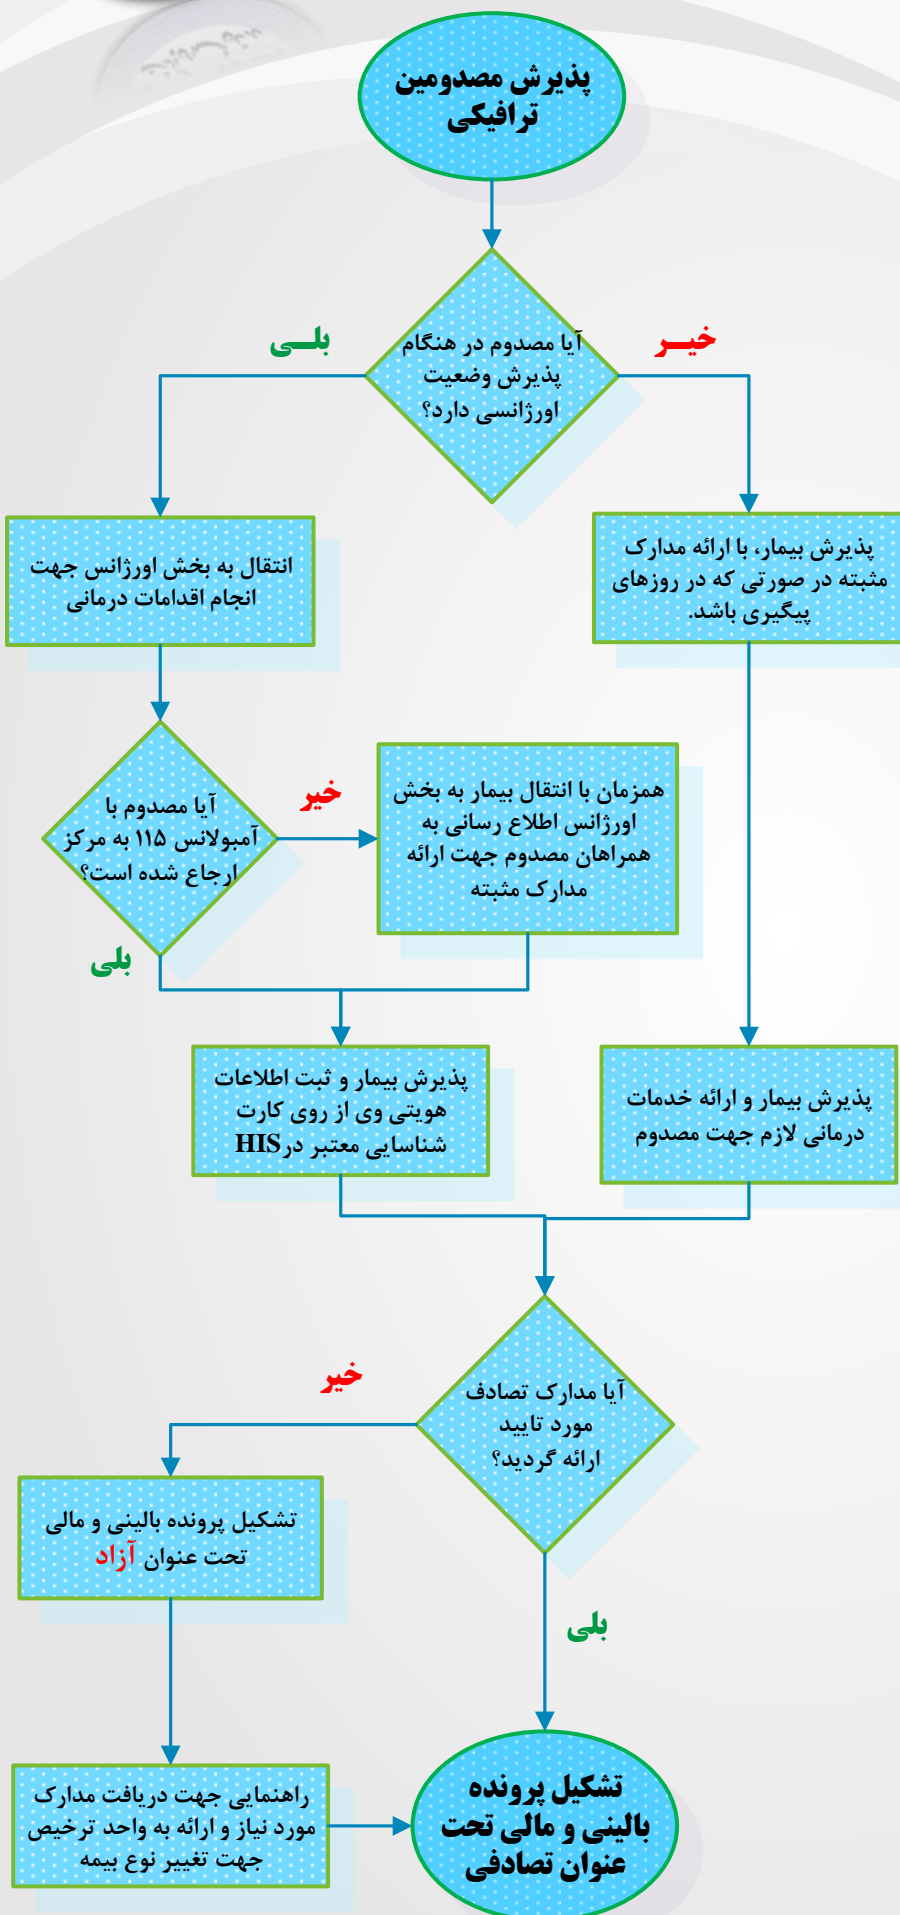 پذیرش مصدومین
ترافیکی
آیا مصدوم در هنگام
پذیرش وضعیت
اورژانسی دارد؟
بلــی
خیــر
انتقال به بخش اورژانس جهت
انجام اقدامات درمانی
پذیرش بیمار، با ارائه مدارک
مثبته در صورتی که در روزهای
پیگیری باشد.
آیا مصدوم با
آمبولانس ۱۱۵ به مرکز
ارجاع شده است؟
خیر
بلی
همزمان با انتقال بیمار به بخش
اورژانس اطلاع رسانی به
همراهان مصدوم جهت ارائه
مدارک مثبته
پذیرش بیمار و ثبت اطلاعات
هویتی وی از روی کارت
شناسایی معتبر در HIS
پذیرش بیمار و ارائه خدمات
درمانی لازم جهت مصدوم
آیا مدارک تصادف
مورد تایید
ارائه گردید؟
خیر
بلی
تشکیل پرونده بالینی و مالی
تحت عنوان آزاد
راهنمایی جهت دریافت مدارک
مورد نیاز و ارائه به واحد ترخیص
جهت تغییر نوع بیمه
تشکیل پرونده
بالینی و مالی تحت
عنوان تصادفی